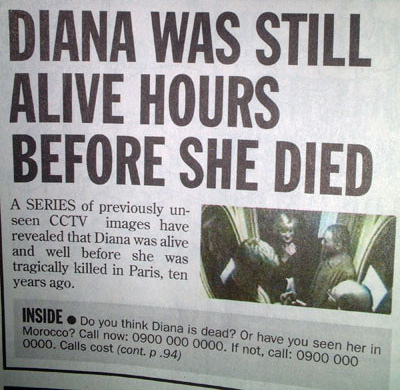 DIANA WAS STILL
ALIVE HOURS
BEFORE SHE DIED
A SERIES of previously un-
seen CCTV images have
revealed that Diana was alive
and well before she was
tragically killed in Paris, ten
years ago.
INSIDE ● Do you think Diana is dead? Or have you seen her in
Morocco? Call now: 0900 000 0000. If not, call: 0900 000
0000. Calls cost (cont. p .94)